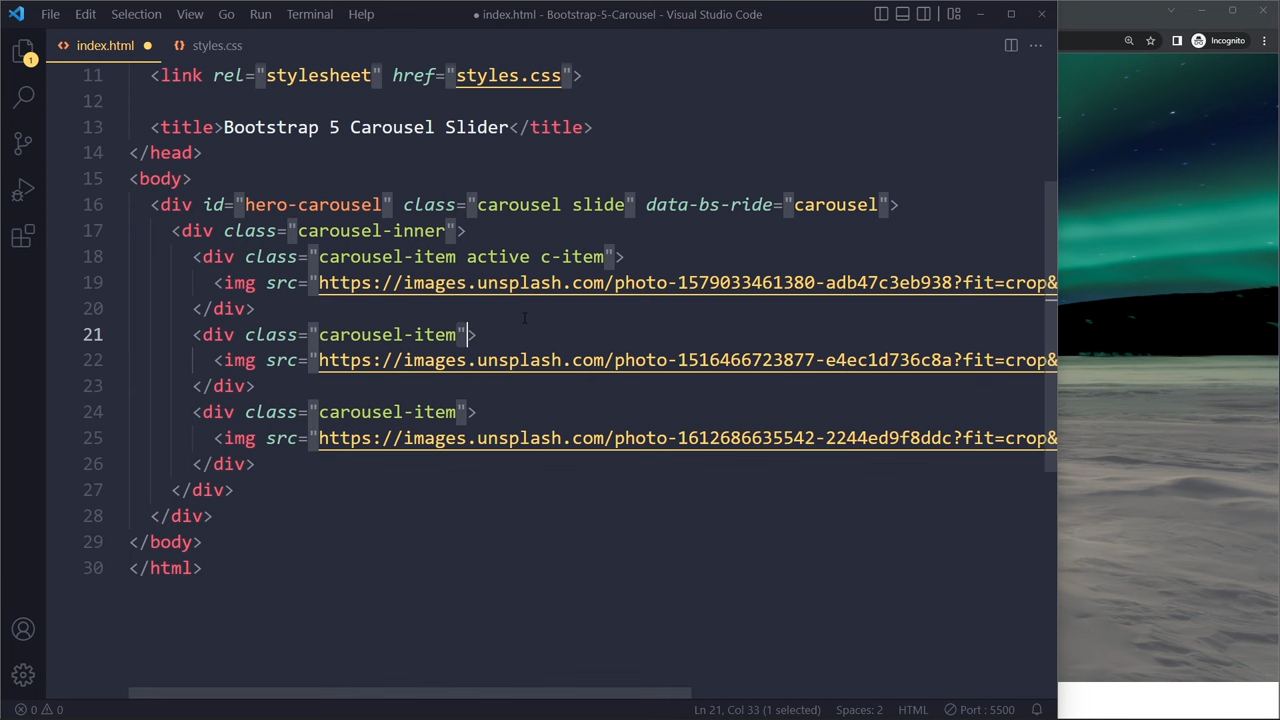 File Edit Selection View Go Run Terminal Help ● index.html - Bootstrap-5-Carousel - Visual Studio Code
Incognito
<> index.html ● styles.css
1
11 <link rel="stylesheet" href="styles.css">
12
13 <title>Bootstrap 5 Carousel Slider</title>
14 </head>
15 <body>
16 <div id="hero-carousel" class="carousel slide" data-bs-ride="carousel">
17 <div class="carousel-inner">
18 <div class="carousel-item active c-item">
19 <img src="https://images.unsplash.com/photo-1579033461380-adb47c3eb938?fit=crop&
20 </div>
21 <div class="carousel-item">
22 <img src="https://images.unsplash.com/photo-1516466723877-e4ec1d736c8a?fit=crop&
23 </div>
24 <div class="carousel-item">
25 <img src="https://images.unsplash.com/photo-1612686635542-2244ed9f8ddc?fit=crop&
26 </div>
27 </div>
28 </div>
29 </body>
30 </html>
0 0 Ln 21, Col 33 (1 selected) Spaces: 2 HTML Port : 5500